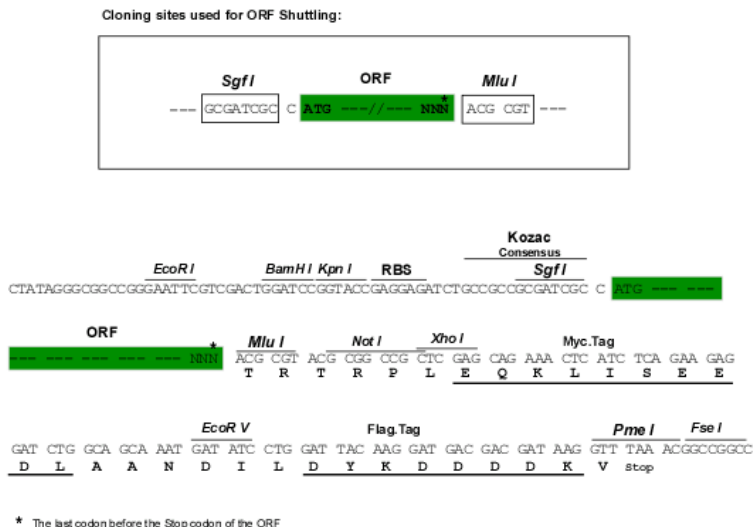 Cloning sites used for ORF Shuttling:
Sgf I ORF Mlu I
--- GCGATCGC C ATG ---//--- NNN* ACG CGT ---
Kozac
Consensus
EcoR I BamH I Kpn I RBS Sgf I
CTATAGGGCGGCCGGGAATTCGTCGACTGGATCCGGTACCGAGGAGATCTGCCGCCGCGATCGC C ATG --- ---
ORF Mlu I Not I Xho I Myc.Tag
--- --- --- --- --- NNN* ACG CGT ACG CGG CCG CTC GAG CAG AAA CTC ATC TCA GAA GAG
T R T R P L E Q K L I S E E
EcoR V Flag.Tag Pme I Fse I
GAT CTG GCA GCA AAT GAT ATC CTG GAT TAC AAG GAT GAC GAC GAT AAG GTT TAA ACGGCCGGCC
D L A A N D I L D Y K D D D D K V Stop
* The last codon before the Stop codon of the ORF